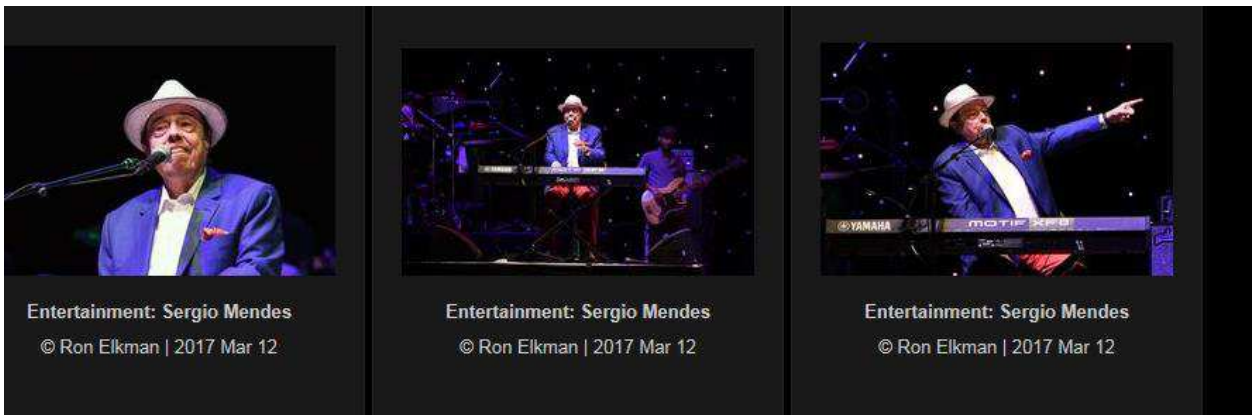 Entertainment: Sergio Mendes
© Ron Elkman | 2017 Mar 12
YAMAHA
Entertainment: Sergio Mendes
© Ron Elkman | 2017 Mar 12
YAMAHA
MOTIF XF8
Entertainment: Sergio Mendes
© Ron Elkman | 2017 Mar 12